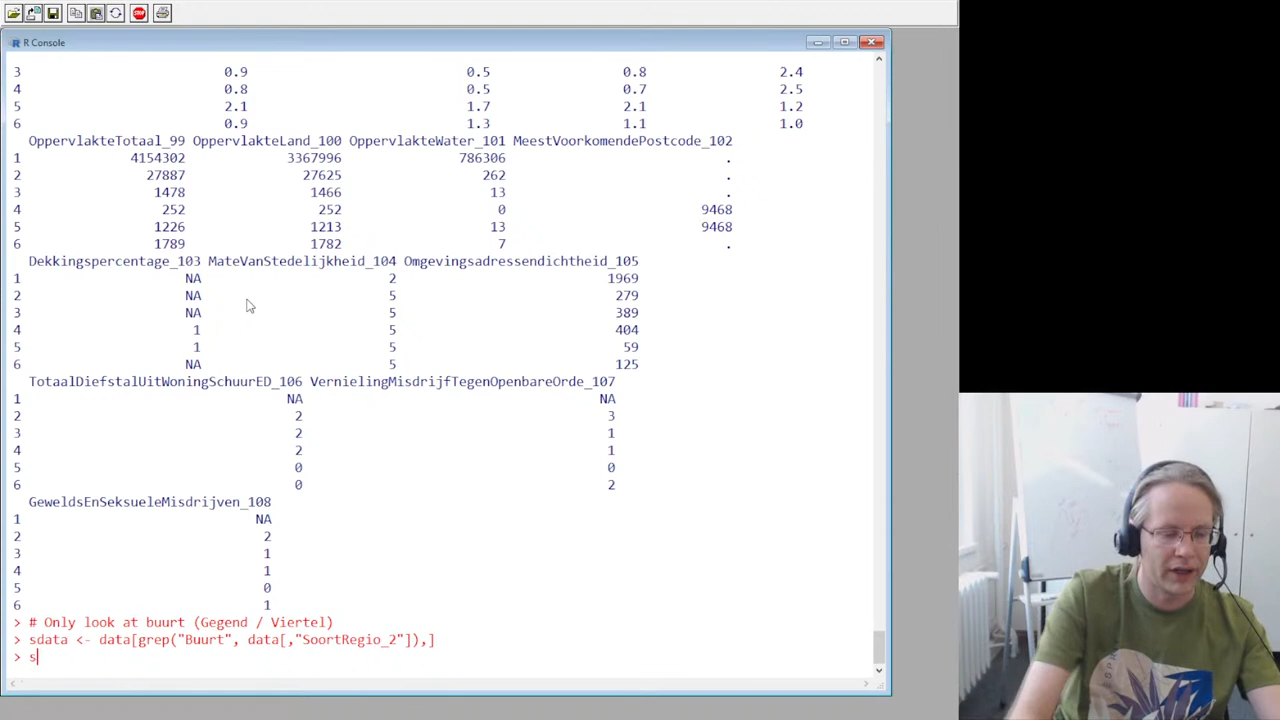 R Console
3 0.9 0.5 0.8 2.4
4 0.8 0.5 0.7 2.5
5 2.1 1.7 2.1 1.2
6 0.9 1.3 1.1 1.0
OppervlakteTotaal_99 OppervlakteLand_100 OppervlakteWater_101 MeestVoorkomendePostcode_102
1 4154302 3367996 786306 .
2 27887 27625 262 .
3 1478 1466 13 .
4 252 252 0 9468
5 1226 1213 13 9468
6 1789 1782 7 .
Dekkingspercentage_103 MateVanStedelijkheid_104 Omgevingsadressendichtheid_105
1 NA 2 1969
2 NA 5 279
3 NA 5 389
4 1 5 404
5 1 5 59
6 NA 5 125
TotaalDiefstalUitWoningSchuurED_106 VernielingMisdrijfTegenOpenbareOrde_107
1 NA NA
2 2 3
3 2 1
4 2 1
5 0 0
6 0 2
GeweldsEnSeksueleMisdrijven_108
1 NA
2 2
3 1
4 1
5 0
6 1
> # Only look at buurt (Gegend / Viertel)
> sdata <- data[grep("Buurt", data[,"SoortRegio_2"]),]
> s